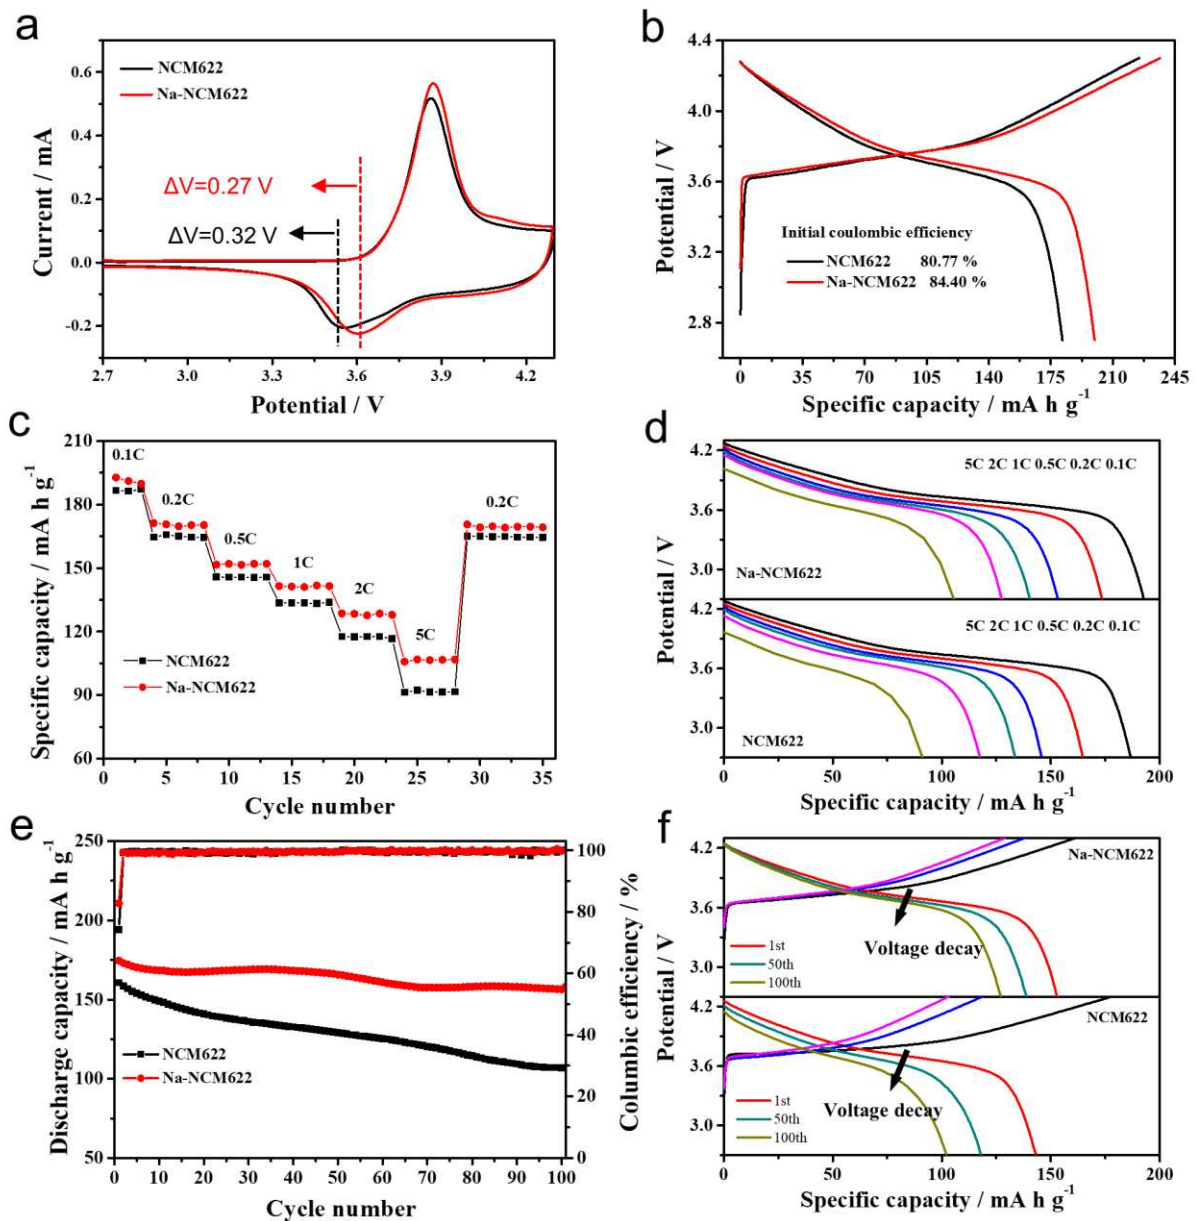 a
NCM622
Na-NCM622
ΔV=0.27 V
ΔV=0.32 V
0.6
0.4
0.2
0.0
-0.2
2.7 3.0 3.3 3.6 3.9 4.2
Current / mA
Potential / V
b
4.4
4.0
3.6
3.2
2.8
Initial coulombic efficiency
NCM622 80.77 %
Na-NCM622 84.40 %
0 35 70 105 140 175 210 245
Potential / V
Specific capacity / mA h g-1
c
210
180
150
120
90
60
0.1C
0.2C
0.5C
1C
2C
5C
0.2C
NCM622
Na-NCM622
0 5 10 15 20 25 30 35
Specific capacity / mA h g-1
Cycle number
d
4.2
3.6
3.0
5C 2C 1C 0.5C 0.2C 0.1C
Na-NCM622
4.2
3.6
3.0
5C 2C 1C 0.5C 0.2C 0.1C
NCM622
0 50 100 150 200
Potential / V
Specific capacity / mA h g-1
e
250
200
150
100
50
NCM622
Na-NCM622
100
80
60
40
30
20
10
0
0 10 20 30 40 50 60 70 80 90 100
Discharge capacity / mA h g-1
Columbic efficiency / %
Cycle number
f
4.2
3.6
3.0
Na-NCM622
Voltage decay
1st
50th
100th
4.2
3.6
3.0
NCM622
Voltage decay
1st
50th
100th
0 50 100 150 200
Potential / V
Specific capacity / mA h g-1